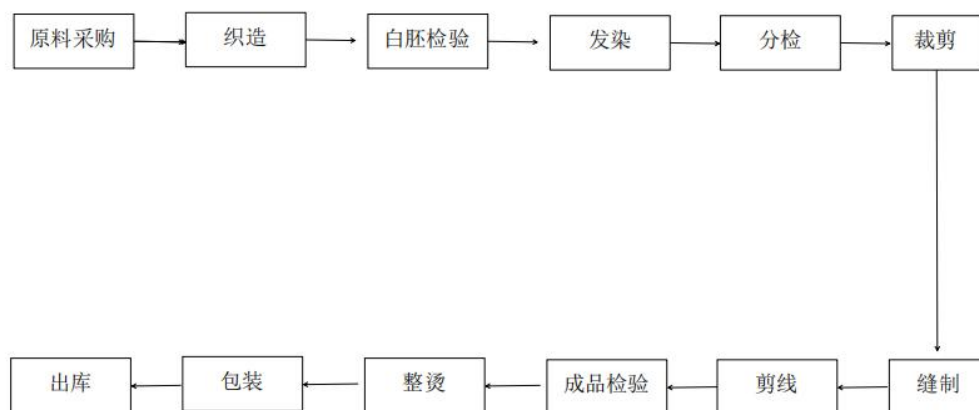 原料采购
织造
白胚检验
发染
分检
裁剪
出库
包装
整烫
成品检验
剪线
缝制